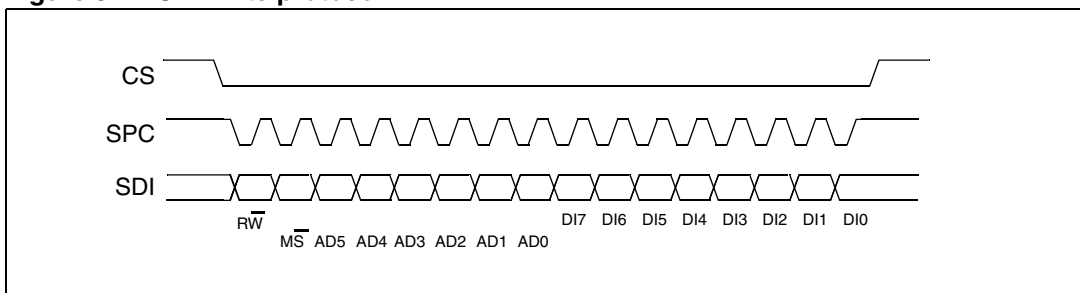 CS
SPC
SDI
RW DI7 DI6 DI5 DI4 DI3 DI2 DI1 DI0
MS AD5 AD4 AD3 AD2 AD1 AD0